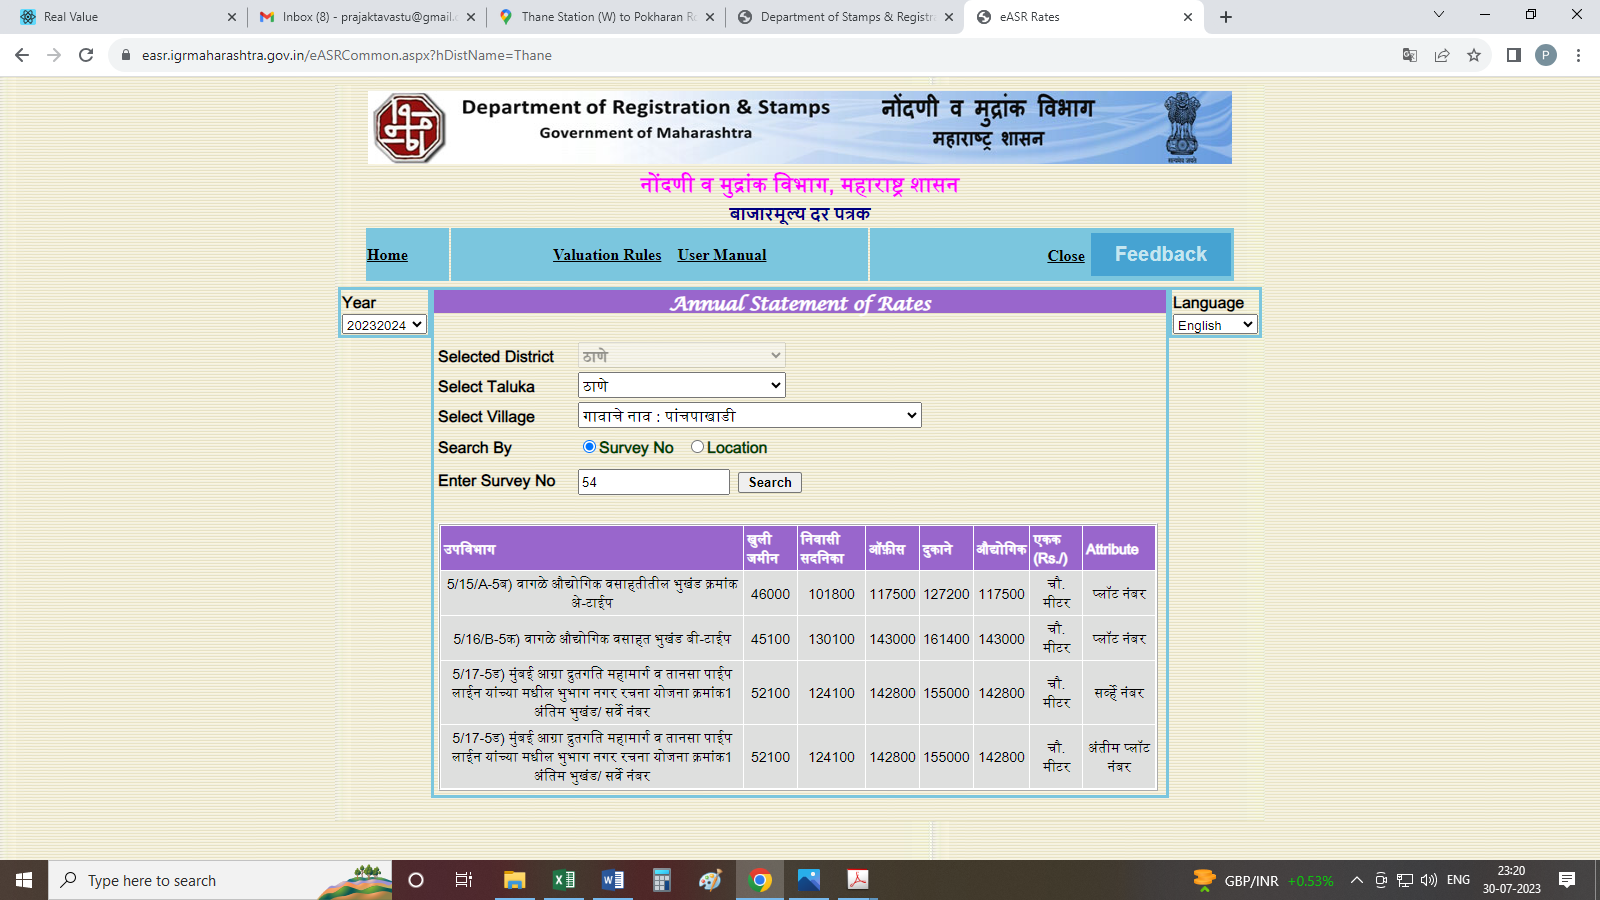 Real Value
Inbox (8) - prajaktavastu@gmail.c
Thane Station (W) to Pokharan Ro
Department of Stamps & Registra
eASR Rates
easr.igrmaharashtra.gov.in/eASRCommon.aspx?hDistName=Thane
P
Department of Registration & Stamps
Government of Maharashtra
नोंदणी व मुद्रांक विभाग
महाराष्ट्र शासन
सत्यमेव जयते
नोंदणी व मुद्रांक विभाग, महाराष्ट्र शासन
बाजारमूल्य दर पत्रक
Home Valuation Rules User Manual Close Feedback
Year
20232024
Annual Statement of Rates
Language
English
Selected District ठाणे
Select Taluka ठाणे
Select Village गावाचे नाव : पांचपाखाडी
Search By Survey No Location
Enter Survey No 54 Search
उपविभाग खुली जमीन निवासी सदनिका ऑफ़ीस दुकाने औद्योगिक एकक (Rs./) Attribute
5/15/A-5ब) वागळे औद्योगिक वसाहतीतील भुखंड क्रमांक अे-टाईप 46000 101800 117500 127200 117500 चौ. मीटर प्लॉट नंबर
5/16/B-5क) वागळे औद्योगिक वसाहत भुखंड बी-टाईप 45100 130100 143000 161400 143000 चौ. मीटर प्लॉट नंबर
5/17-5ड) मुंबई आग्रा द्रुतगति महामार्ग व तानसा पाईप लाईन यांच्या मधील भुभाग नगर रचना योजना क्रमांक1 अंतिम भुखंड/ सर्वे नंबर 52100 124100 142800 155000 142800 चौ. मीटर सर्व्हे नंबर
5/17-5ड) मुंबई आग्रा द्रुतगति महामार्ग व तानसा पाईप लाईन यांच्या मधील भुभाग नगर रचना योजना क्रमांक1 अंतिम भुखंड/ सर्वे नंबर 52100 124100 142800 155000 142800 चौ. मीटर अंतीम प्लॉट नंबर
Type here to search
GBP/INR +0.53%
ENG
23:20
30-07-2023